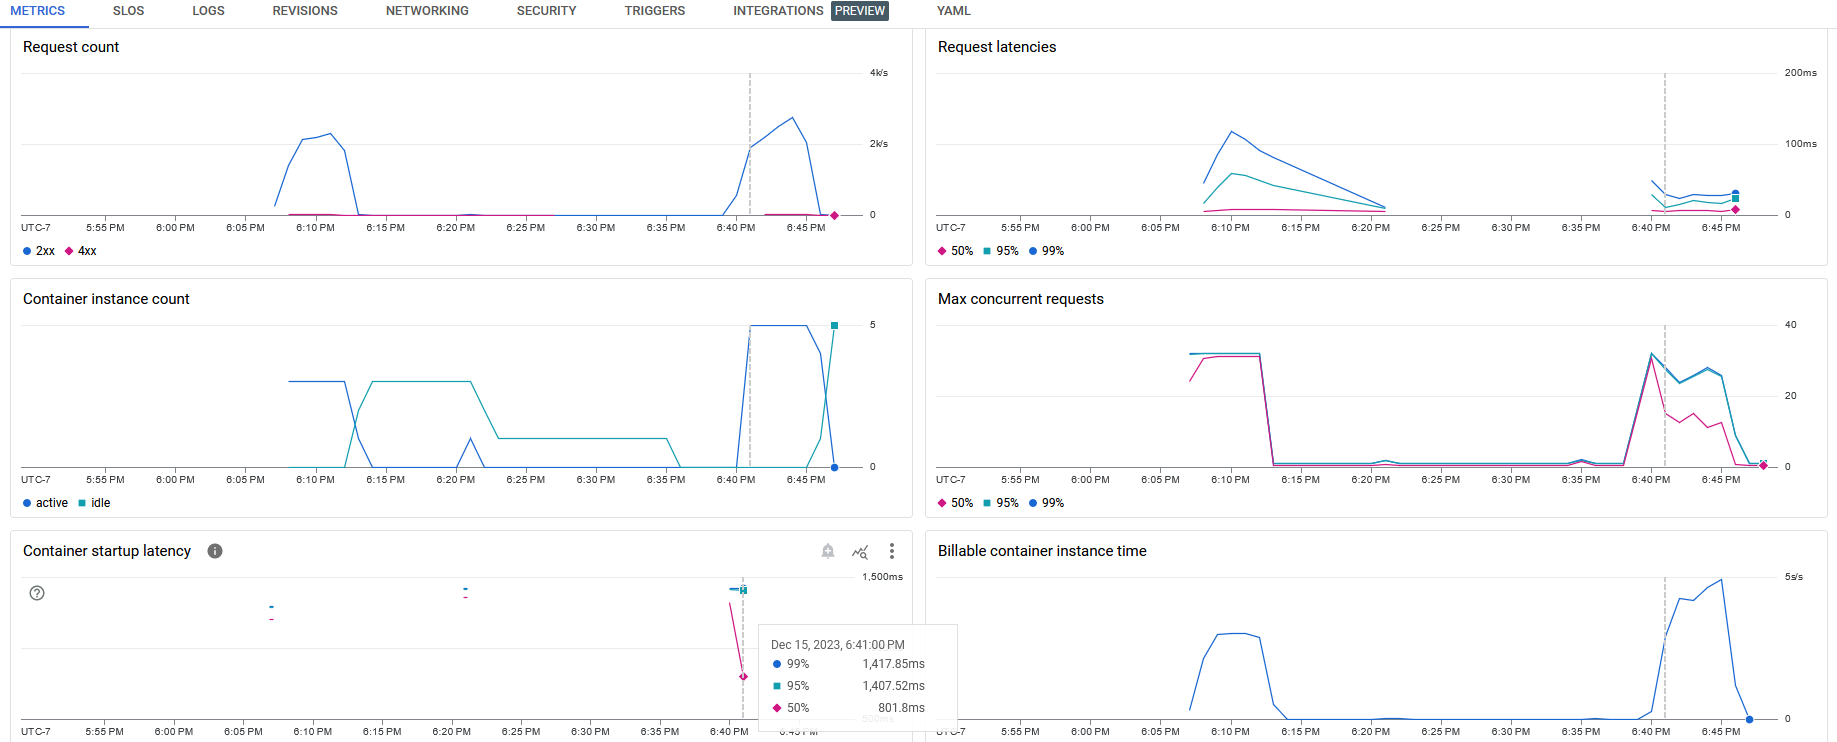 METRICS SLOS LOGS REVISIONS NETWORKING SECURITY TRIGGERS INTEGRATIONS PREVIEW YAML
Request count
4k/s
2k/s
0
UTC-7 5:55 PM 6:00 PM 6:05 PM 6:10 PM 6:15 PM 6:20 PM 6:25 PM 6:30 PM 6:35 PM 6:40 PM 6:45 PM
2xx 4xx
Request latencies
200ms
100ms
0
UTC-7 5:55 PM 6:00 PM 6:05 PM 6:10 PM 6:15 PM 6:20 PM 6:25 PM 6:30 PM 6:35 PM 6:40 PM 6:45 PM
50% 95% 99%
Container instance count
5
0
UTC-7 5:55 PM 6:00 PM 6:05 PM 6:10 PM 6:15 PM 6:20 PM 6:25 PM 6:30 PM 6:35 PM 6:40 PM 6:45 PM
active idle
Max concurrent requests
40
20
0
UTC-7 5:55 PM 6:00 PM 6:05 PM 6:10 PM 6:15 PM 6:20 PM 6:25 PM 6:30 PM 6:35 PM 6:40 PM 6:45 PM
50% 95% 99%
Container startup latency
1,500ms
Dec 15, 2023, 6:41:00 PM
99% 1,417.85ms
95% 1,407.52ms
50% 801.8ms
500ms
UTC-7 5:55 PM 6:00 PM 6:05 PM 6:10 PM 6:15 PM 6:20 PM 6:25 PM 6:30 PM 6:35 PM 6:40 PM 6:45 PM
Billable container instance time
5s/s
0
UTC-7 5:55 PM 6:00 PM 6:05 PM 6:10 PM 6:15 PM 6:20 PM 6:25 PM 6:30 PM 6:35 PM 6:40 PM 6:45 PM